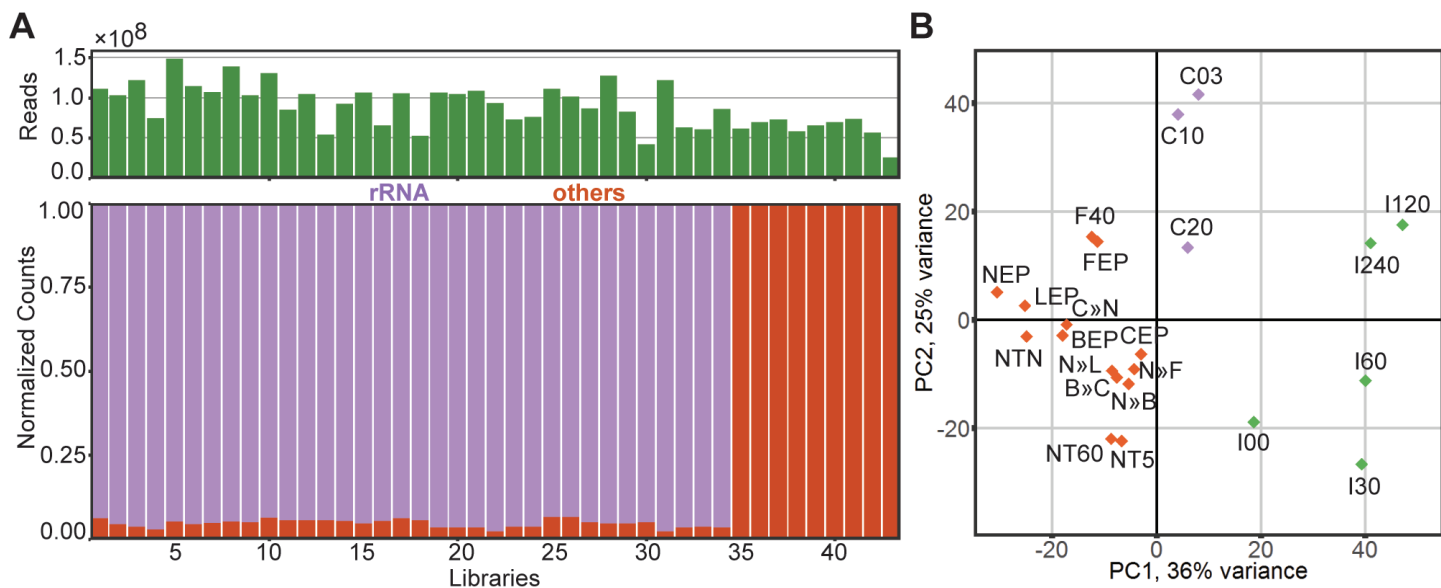 A
×10⁸
1.5
1.0
0.5
0.0
Reads
rRNA
others
1.00
0.75
0.50
0.25
0.00
Normalized Counts
5
10
15
20
25
30
35
40
Libraries
B
C03
C10
F40
FEP
C20
I120
I240
NEP
LEP
C»N
NTN
BEP
CEP
N»L
N»F
B»C
N»B
I60
NT60
NT5
I00
I30
40
20
0
-20
PC2, 25% variance
-20
0
20
40
PC1, 36% variance